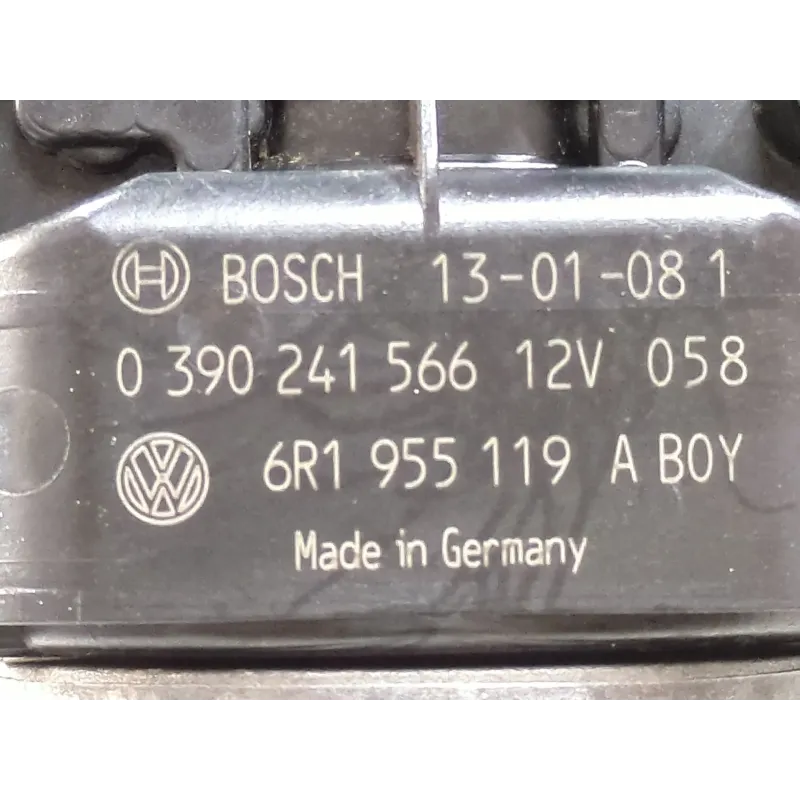 BOSCH 13-01-08 1
0 390 241 566 12V 058
6R1 955 119 A BOY
Made in Germany